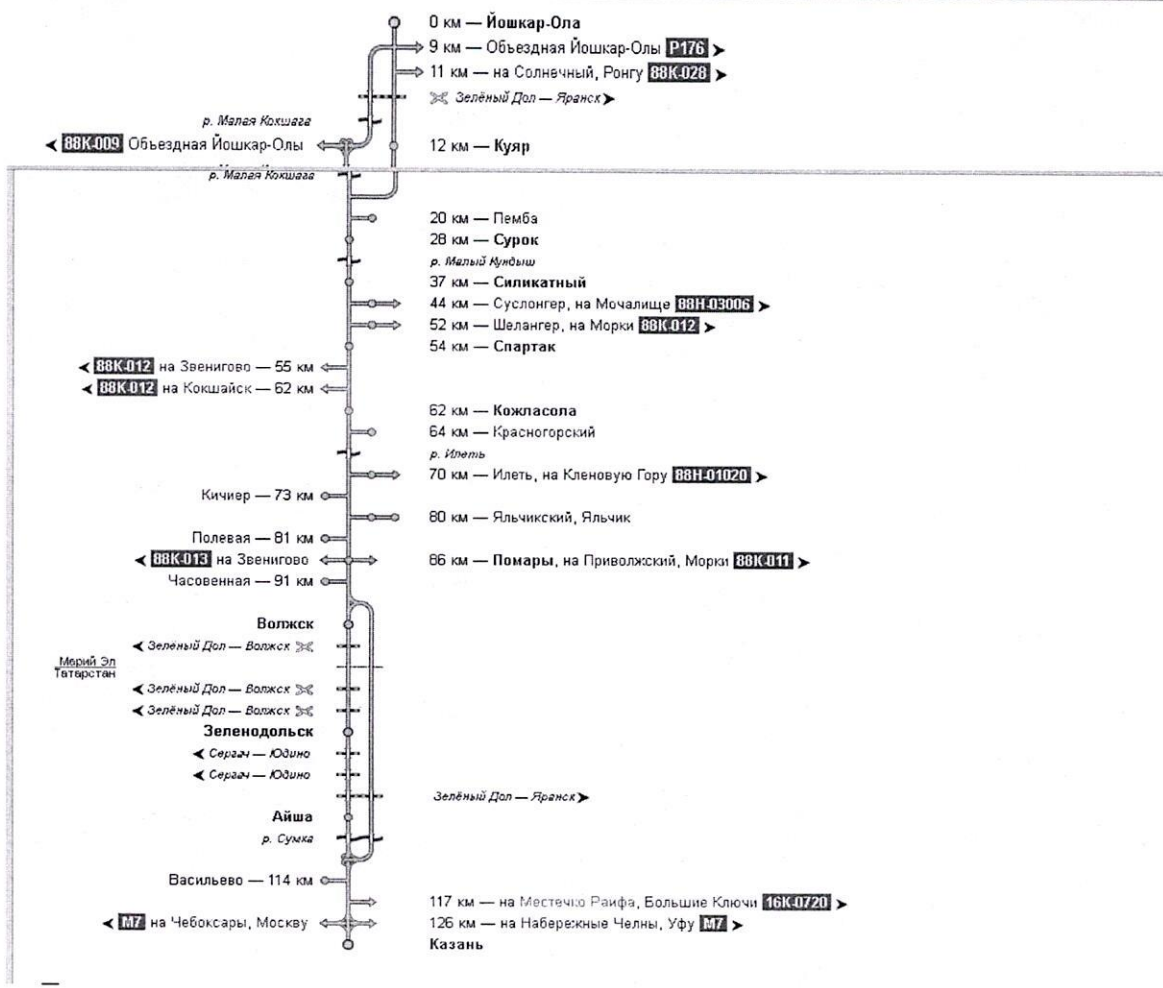 0 км — Йошкар-Ола
9 км — Объездная Йошкар-Олы Р176 ➤
11 км — на Солнечный, Ронгу 88К-028 ➤
Зелёный Дол — Яранск ➤
р. Малая Кокшага
◄ 88К-009 Объездная Йошкар-Олы
12 км — Куяр
р. Малая Кокшага
20 км — Пемба
28 км — Сурок
р. Малый Кундыш
37 км — Силикатный
44 км — Суслонгер, на Мочалище 88Н-03006 ➤
52 км — Шелангер, на Морки 88К-012 ➤
54 км — Спартак
◄ 88К-012 на Звенигово — 55 км
◄ 88К-012 на Кокшайск — 62 км
62 км — Кожласола
64 км — Красногорский
р. Илеть
70 км — Илеть, на Кленовую Гору 88Н-01020 ➤
Кичиер — 73 км
80 км — Яльчикский, Яльчик
Полевая — 81 км
◄ 88К-013 на Звенигово
86 км — Помары, на Приволжский, Морки 88К-011 ➤
Часовенная — 91 км
Волжск
◄ Зелёный Дол — Волжск
Марий Эл
Татарстан
◄ Зелёный Дол — Волжск
◄ Зелёный Дол — Волжск
Зеленодольск
◄ Сергач — Юдино
◄ Сергач — Юдино
Зелёный Дол — Яранск ➤
Айша
р. Сумка
Васильево — 114 км
117 км — на Местечко Раифа, Большие Ключи 16К-0720 ➤
◄ М7 на Чебоксары, Москву
126 км — на Набережные Челны, Уфу М7 ➤
Казань